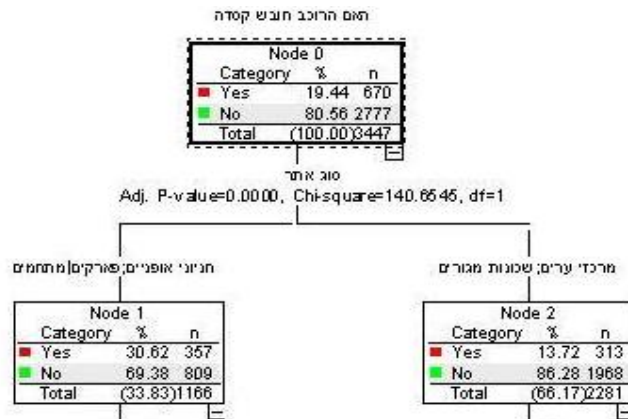 האם הרוכב חובש קסדה
Node 0
Category % n
Yes 19.44 670
No 80.56 2777
Total (100.00)3447
סוג אתר
Adj. P-value=0.0000, Chi-square=140.6545, df=1
חניוני אופניים;פארקים|מתחמים
Node 1
Category % n
Yes 30.62 357
No 69.38 809
Total (33.83)1166
מרכזי ערים; שכונות מגורים
Node 2
Category % n
Yes 13.72 313
No 86.28 1968
Total (66.17)2281